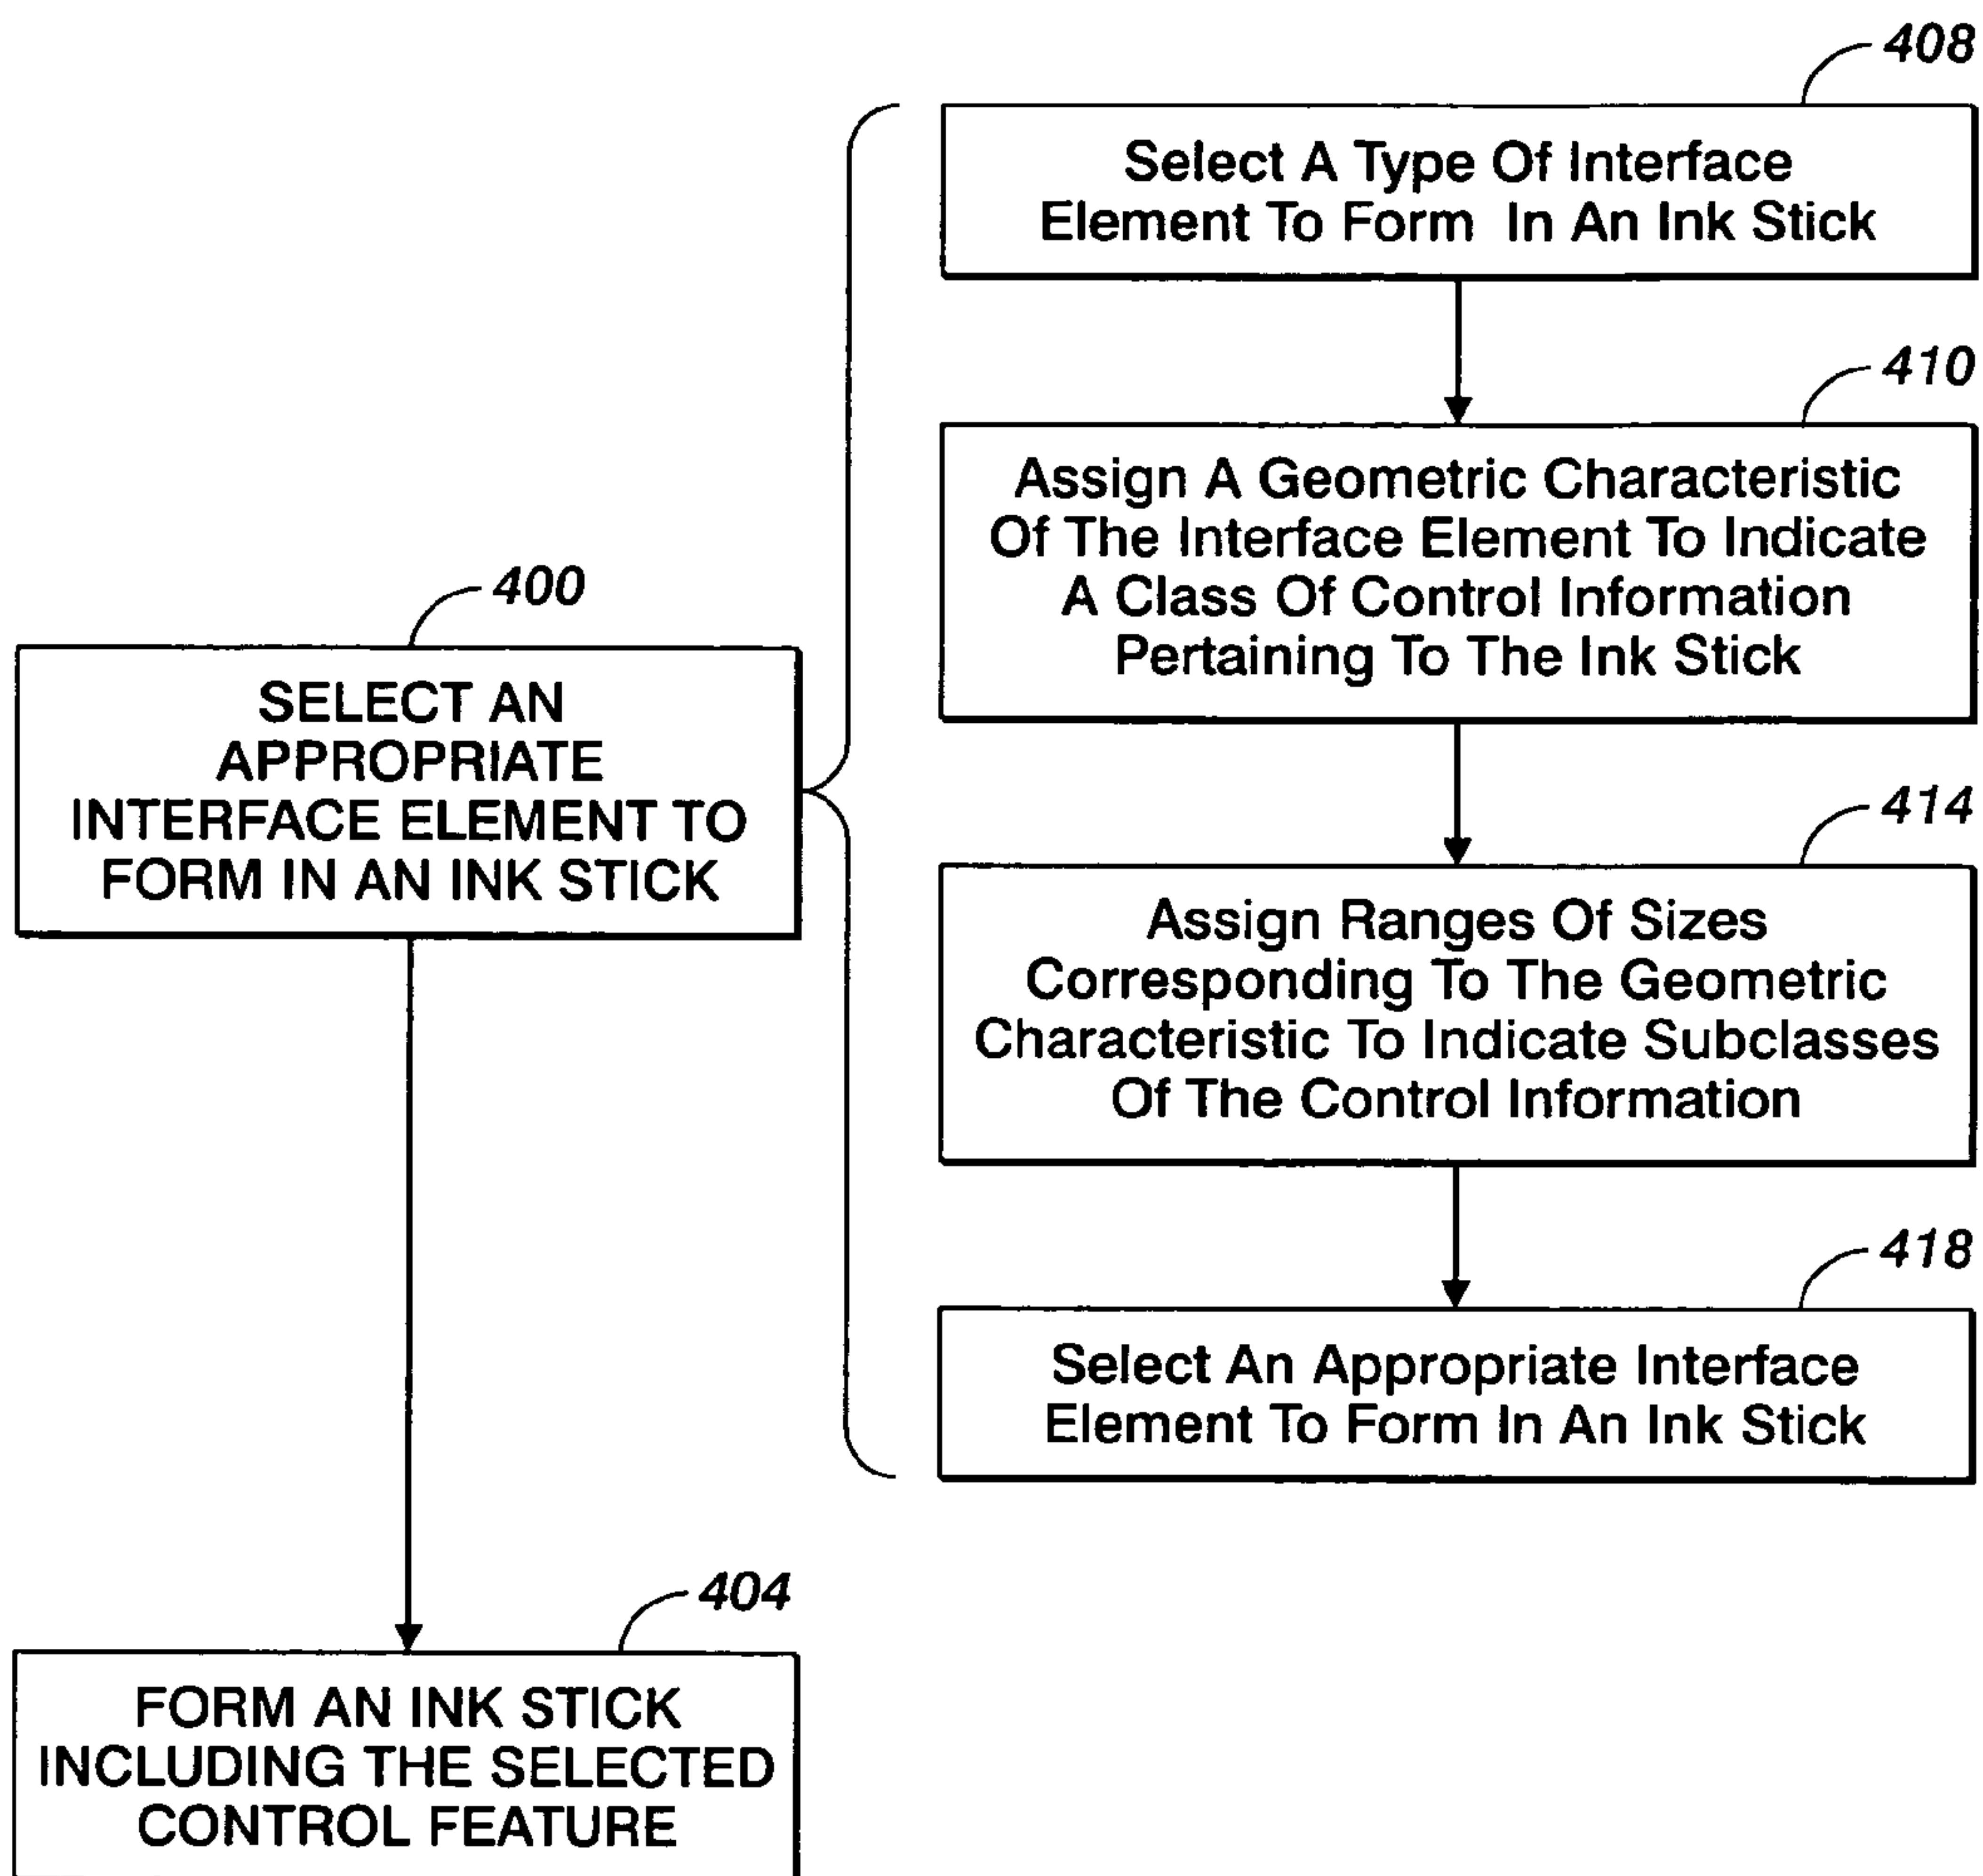 400
SELECT AN
APPROPRIATE
INTERFACE ELEMENT TO
FORM IN AN INK STICK
404
FORM AN INK STICK
INCLUDING THE SELECTED
CONTROL FEATURE
408
Select A Type Of Interface
Element To Form In An Ink Stick
410
Assign A Geometric Characteristic
Of The Interface Element To Indicate
A Class Of Control Information
Pertaining To The Ink Stick
414
Assign Ranges Of Sizes
Corresponding To The Geometric
Characteristic To Indicate Subclasses
Of The Control Information
418
Select An Appropriate Interface
Element To Form In An Ink Stick